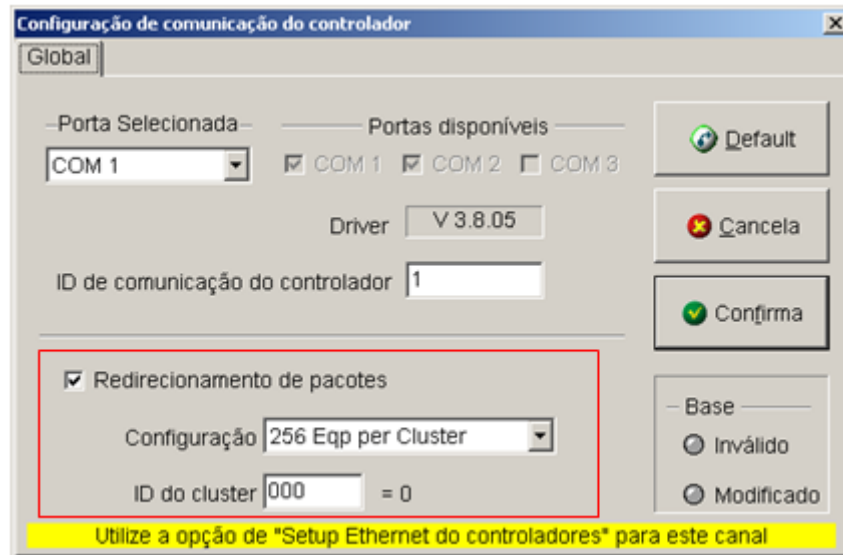 Configuração de comunicação do controlador
Global
Porta Selecionada
COM 1
Portas disponíveis
COM 1 COM 2 COM 3
Driver V 3.8.05
ID de comunicação do controlador 1
Redirecionamento de pacotes
Configuração 256 Eqp per Cluster
ID do cluster 000 = 0
Default
Cancela
Confirma
Base
Inválido
Modificado
Utilize a opção de "Setup Ethernet do controladores" para este canal